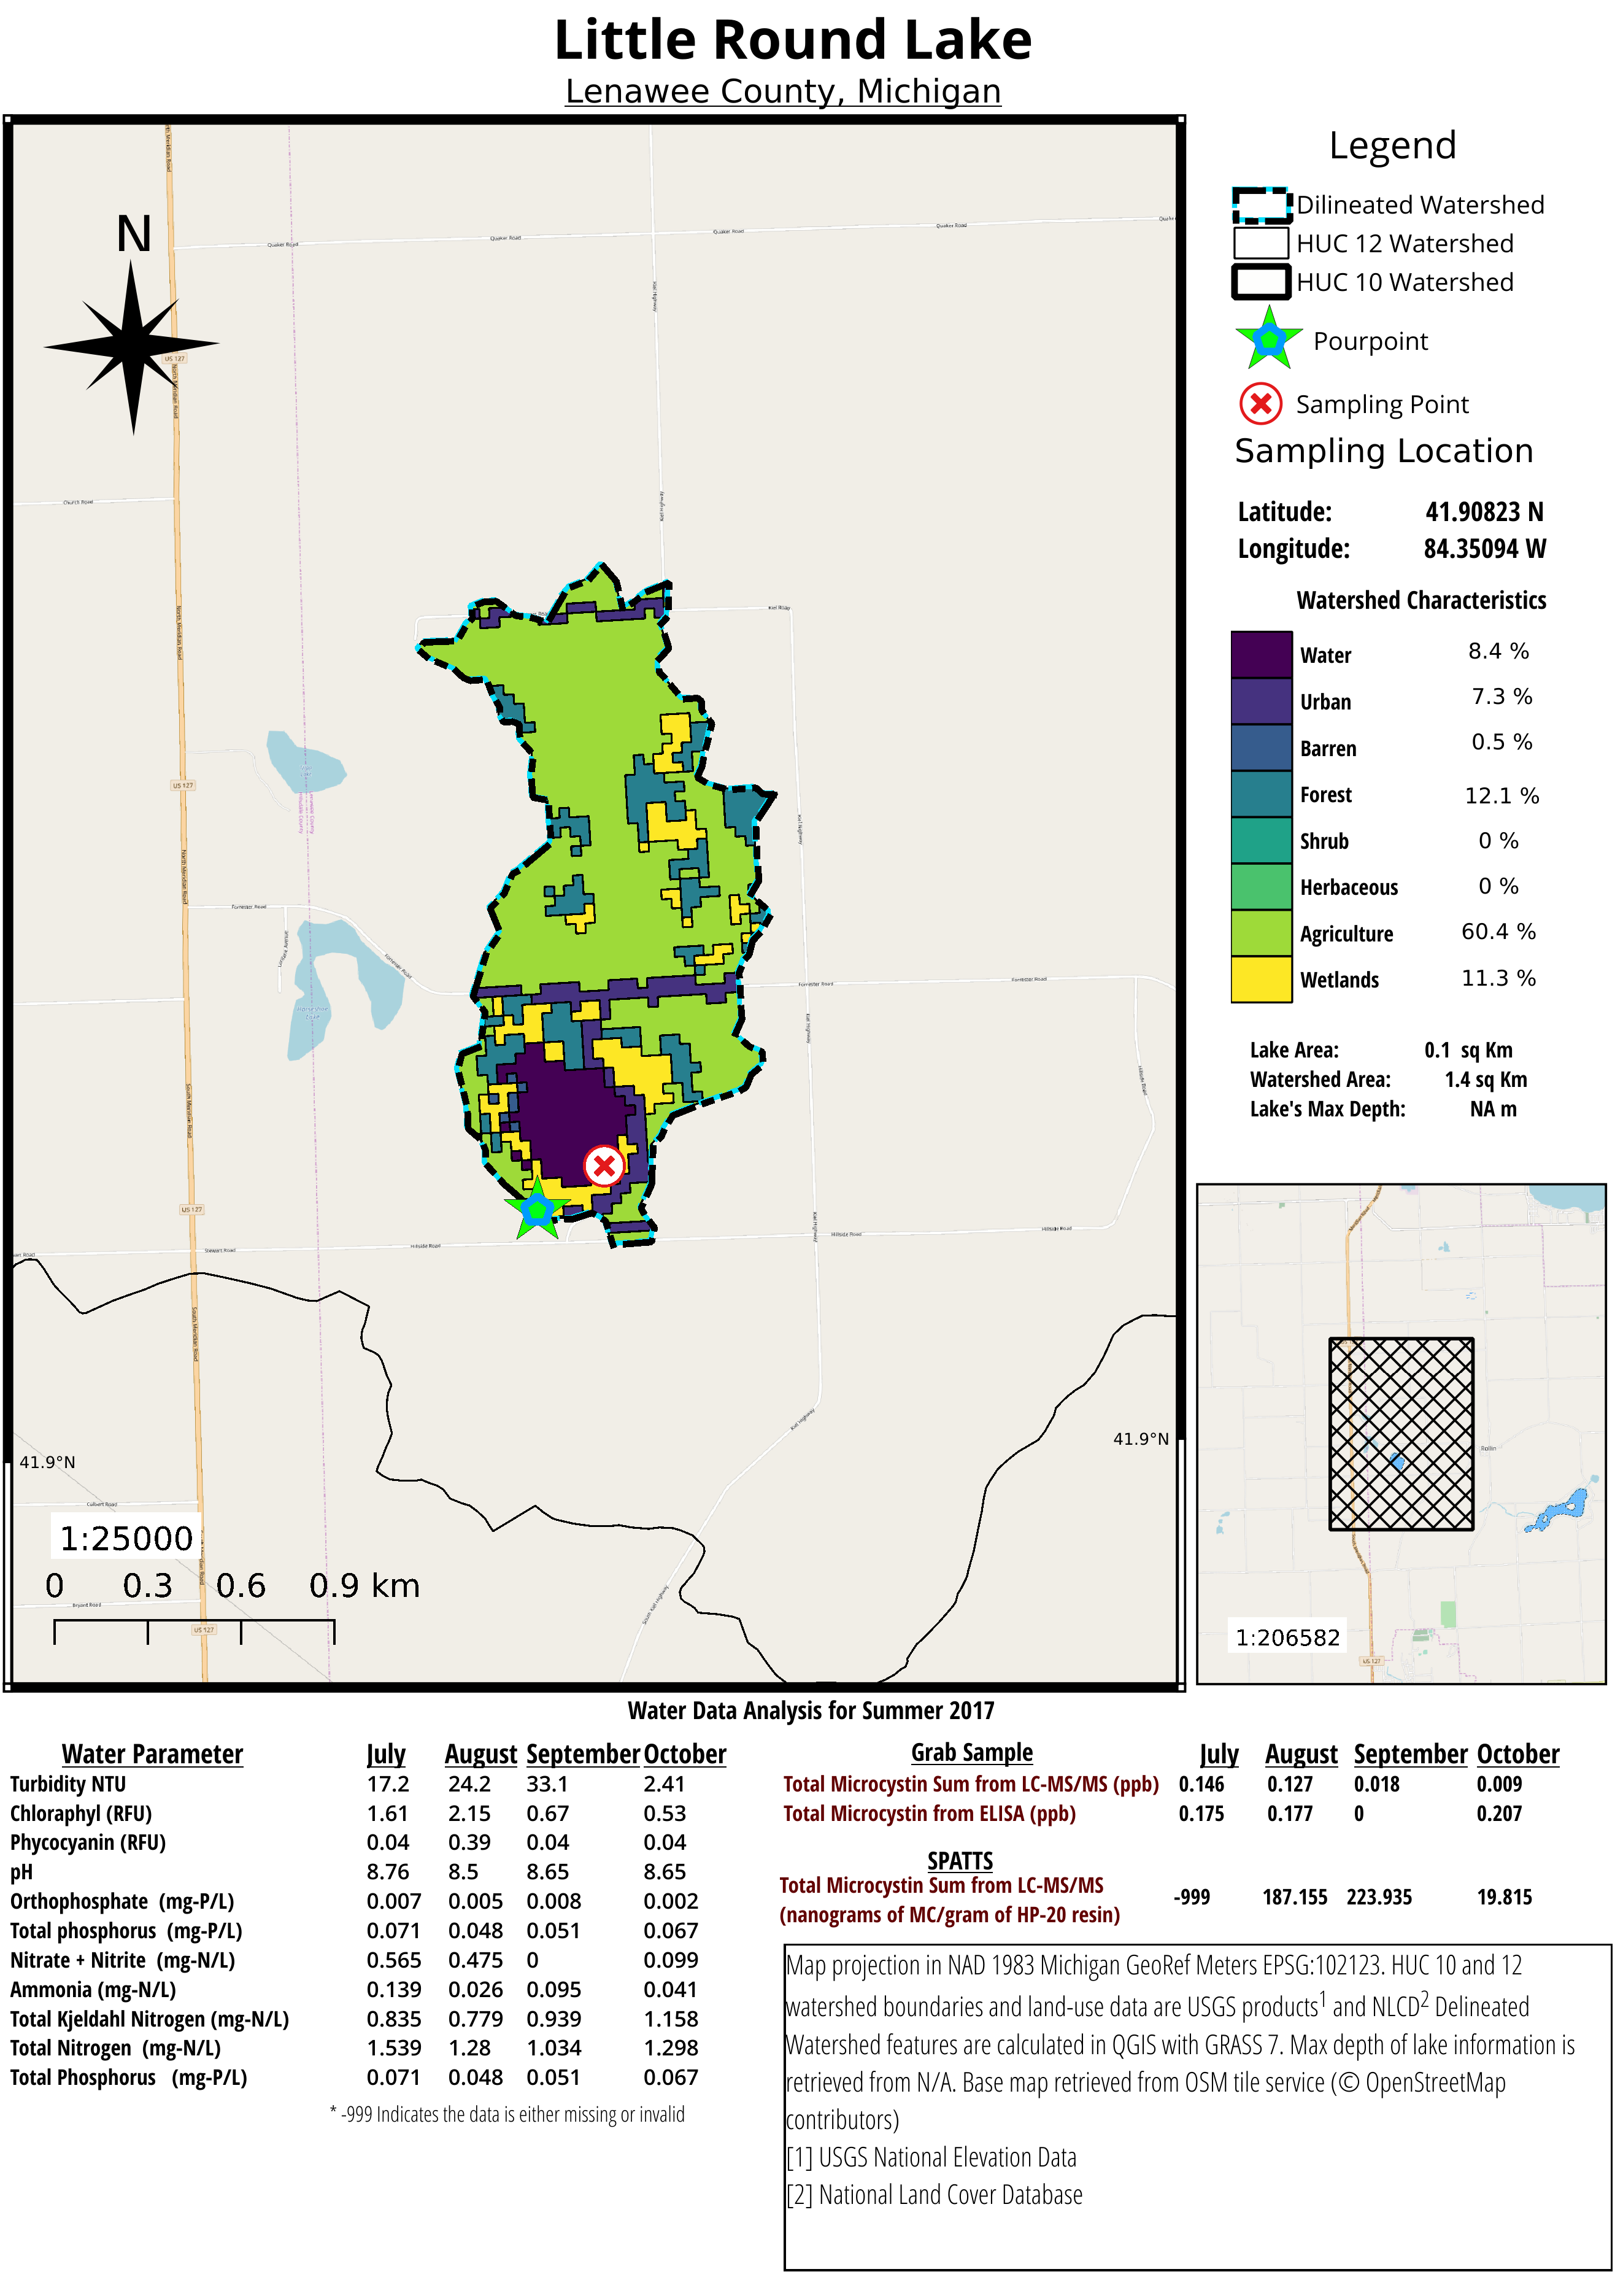 Little Round Lake
Lenawee County, Michigan
Legend
Dilineated Watershed
HUC 12 Watershed
HUC 10 Watershed
Pourpoint
Sampling Point
Sampling Location
Latitude: 41.90823 N
Longitude: 84.35094 W
Watershed Characteristics
Water 8.4 %
Urban 7.3 %
Barren 0.5 %
Forest 12.1 %
Shrub 0 %
Herbaceous 0 %
Agriculture 60.4 %
Wetlands 11.3 %
Lake Area: 0.1 sq Km
Watershed Area: 1.4 sq Km
Lake's Max Depth: NA m
N
Quaker Road
Quaker Road
Quaker Road
Quaker Road
US 127
Church Road
Kiel Road
US 127
Forrester Road
Forrester Road
Forrester Road
Forrester Road
Kiel Highway
Kiel Highway
Kiel Highway
Hillside Road
US 127
Stewart Road
Hillside Road
Hillside Road
Hillside Road
Kiel Highway
South Kiel Highway
41.9°N
41.9°N
Culbert Road
Bryant Road
US 127
1:25000
0 0.3 0.6 0.9 km
Rollin
US 127
1:206582
Water Data Analysis for Summer 2017
Water Parameter July August September October
Turbidity NTU 17.2 24.2 33.1 2.41
Chloraphyl (RFU) 1.61 2.15 0.67 0.53
Phycocyanin (RFU) 0.04 0.39 0.04 0.04
pH 8.76 8.5 8.65 8.65
Orthophosphate (mg-P/L) 0.007 0.005 0.008 0.002
Total phosphorus (mg-P/L) 0.071 0.048 0.051 0.067
Nitrate + Nitrite (mg-N/L) 0.565 0.475 0 0.099
Ammonia (mg-N/L) 0.139 0.026 0.095 0.041
Total Kjeldahl Nitrogen (mg-N/L) 0.835 0.779 0.939 1.158
Total Nitrogen (mg-N/L) 1.539 1.28 1.034 1.298
Total Phosphorus (mg-P/L) 0.071 0.048 0.051 0.067
* -999 Indicates the data is either missing or invalid
Grab Sample July August September October
Total Microcystin Sum from LC-MS/MS (ppb) 0.146 0.127 0.018 0.009
Total Microcystin from ELISA (ppb) 0.175 0.177 0 0.207
SPATTS
Total Microcystin Sum from LC-MS/MS
(nanograms of MC/gram of HP-20 resin) -999 187.155 223.935 19.815
Map projection in NAD 1983 Michigan GeoRef Meters EPSG:102123. HUC 10 and 12
watershed boundaries and land-use data are USGS products1 and NLCD2 Delineated
Watershed features are calculated in QGIS with GRASS 7. Max depth of lake information is
retrieved from N/A. Base map retrieved from OSM tile service (© OpenStreetMap
contributors)
[1] USGS National Elevation Data
[2] National Land Cover Database